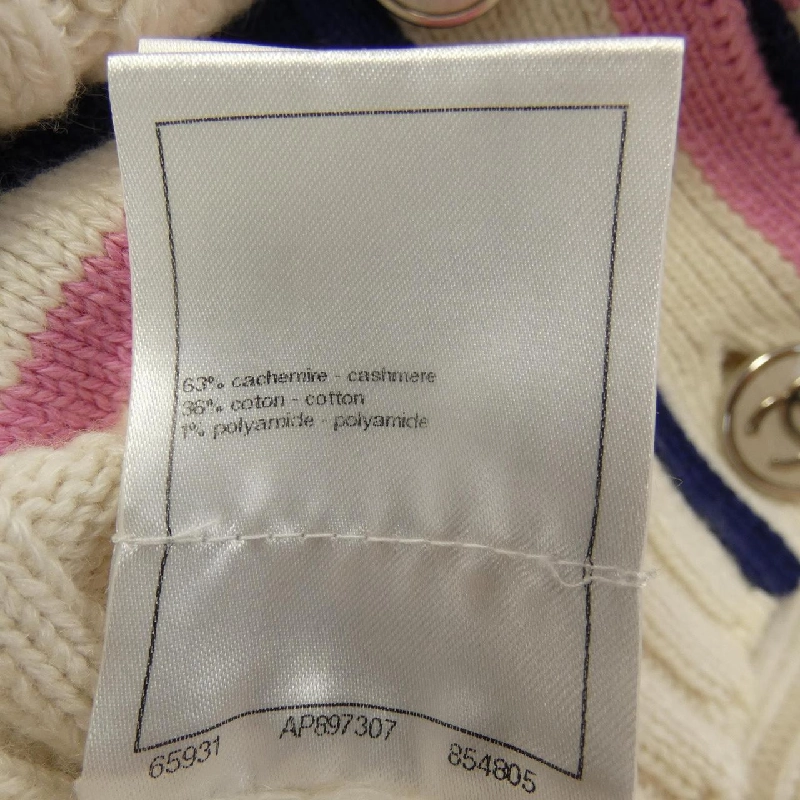 63% cachemire - cashmere
36% coton - cotton
1% polyamide - polyamide
65931 AP897307 854805